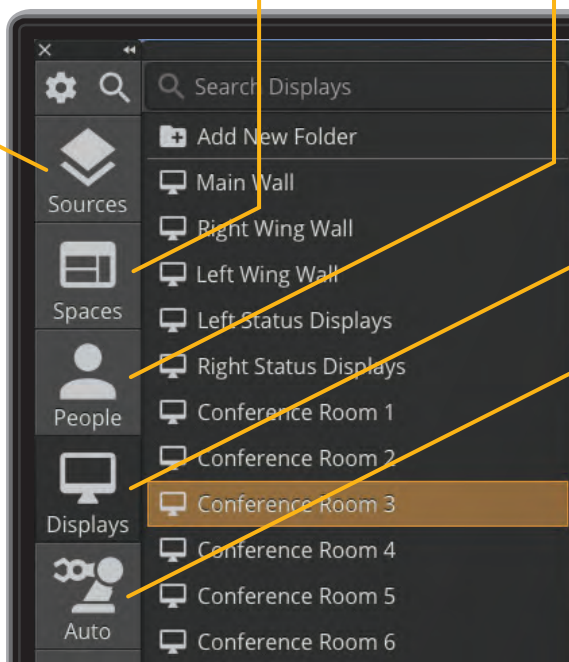 Search Displays
Sources
Add New Folder
Main Wall
Right Wing Wall
Spaces
Left Wing Wall
Left Status Displays
People
Right Status Displays
Conference Room 1
Conference Room 2
Displays
Conference Room 3
Conference Room 4
Auto
Conference Room 5
Conference Room 6